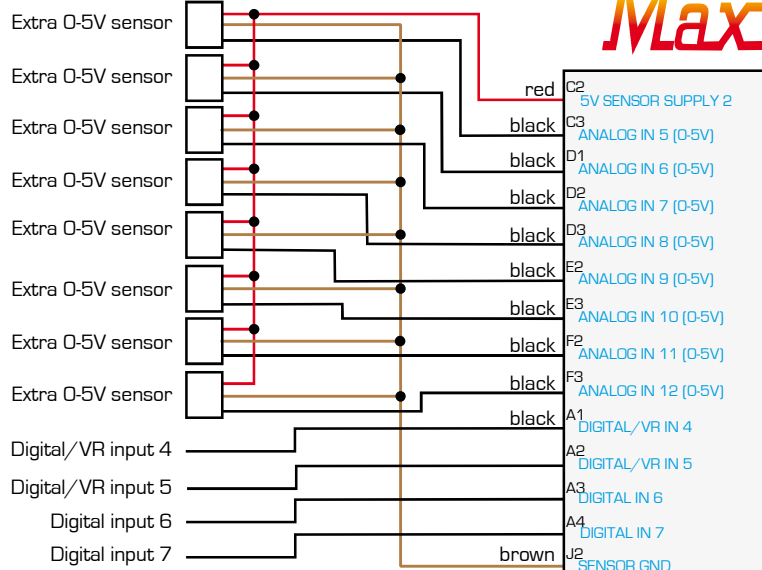 Max
Extra 0-5V sensor
Extra 0-5V sensor
Extra 0-5V sensor
Extra 0-5V sensor
Extra 0-5V sensor
Extra 0-5V sensor
Extra 0-5V sensor
Extra 0-5V sensor
Digital/VR input 4
Digital/VR input 5
Digital input 6
Digital input 7
red C2 5V SENSOR SUPPLY 2
black C3 ANALOG IN 5 (0-5V)
black D1 ANALOG IN 6 (0-5V)
black D2 ANALOG IN 7 (0-5V)
black D3 ANALOG IN 8 (0-5V)
black E2 ANALOG IN 9 (0-5V)
black E3 ANALOG IN 10 (0-5V)
black F2 ANALOG IN 11 (0-5V)
black F3 ANALOG IN 12 (0-5V)
black A1 DIGITAL/VR IN 4
A2 DIGITAL/VR IN 5
A3 DIGITAL IN 6
A4 DIGITAL IN 7
brown J2 SENSOR GND